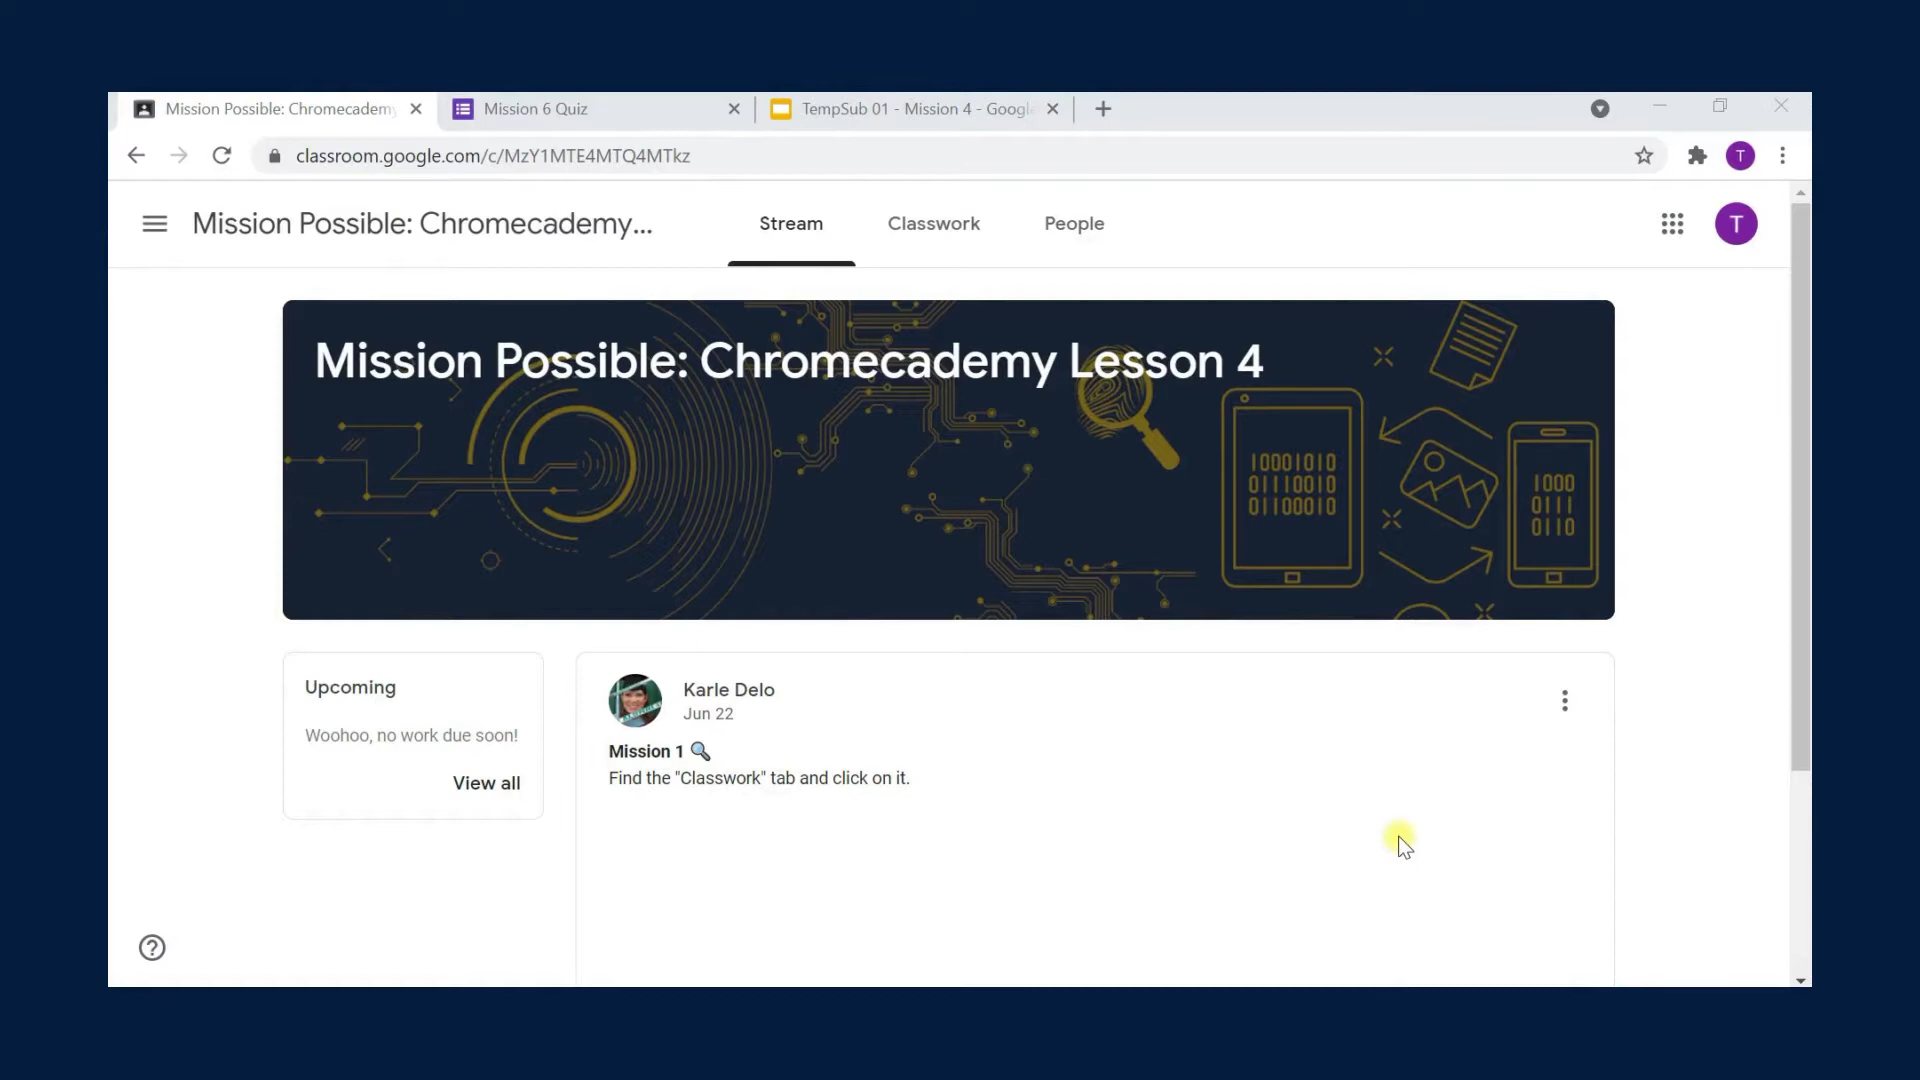 Mission Possible: Chromecademy
Mission 6 Quiz
TempSub 01 - Mission 4 - Google
classroom.google.com/c/MzY1MTE4MTQ4MTkz
T
Mission Possible: Chromecademy...
Stream
Classwork
People
T
Mission Possible: Chromecademy Lesson 4
10001010
01110010
01100010
1000
0111
0110
Upcoming
Woohoo, no work due soon!
View all
Karle Delo
Jun 22
Mission 1 🔍
Find the "Classwork" tab and click on it.